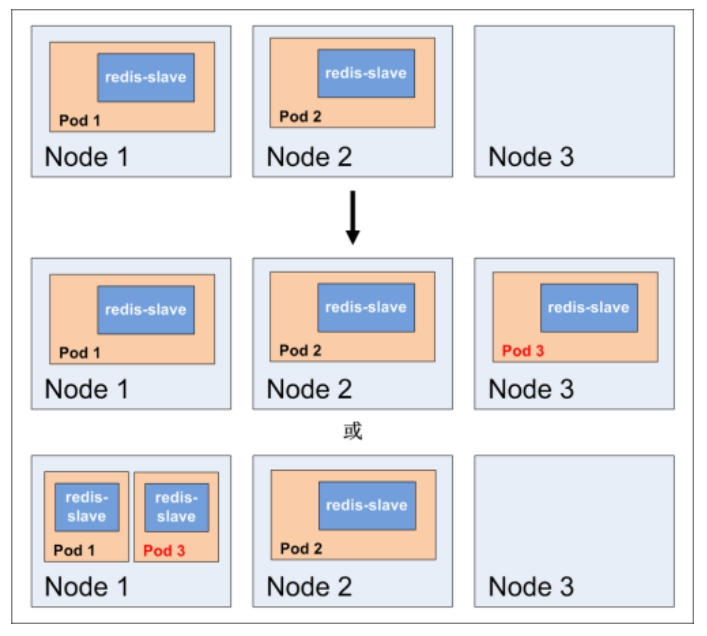 redis-slave
Pod 1
Node 1
redis-slave
Pod 2
Node 2
Node 3
redis-slave
Pod 1
Node 1
redis-slave
Pod 2
Node 2
redis-slave
Pod 3
Node 3
或
redis-
slave
Pod 1
redis-
slave
Pod 3
Node 1
redis-slave
Pod 2
Node 2
Node 3